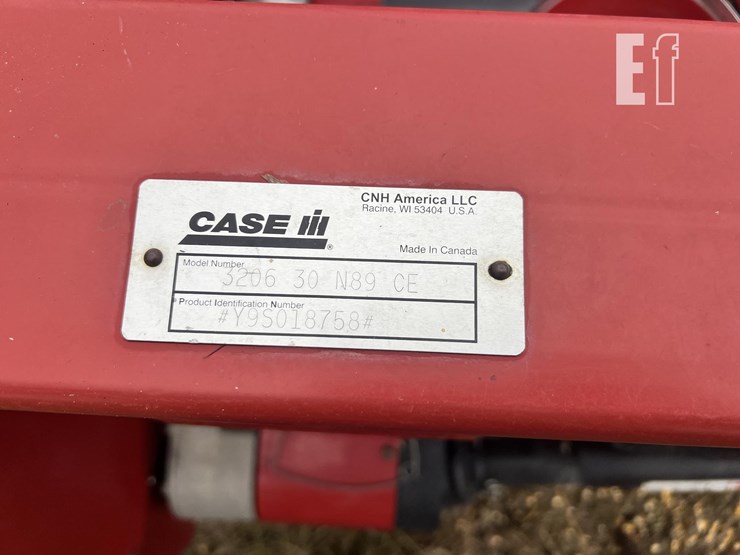 Ef
CNH America LLC
Racine, WI 53404 U.S.A.
CASE IH
®
Made in Canada
Model Number
3206 30 N89 CE
Product Identification Number
#Y9S018758#